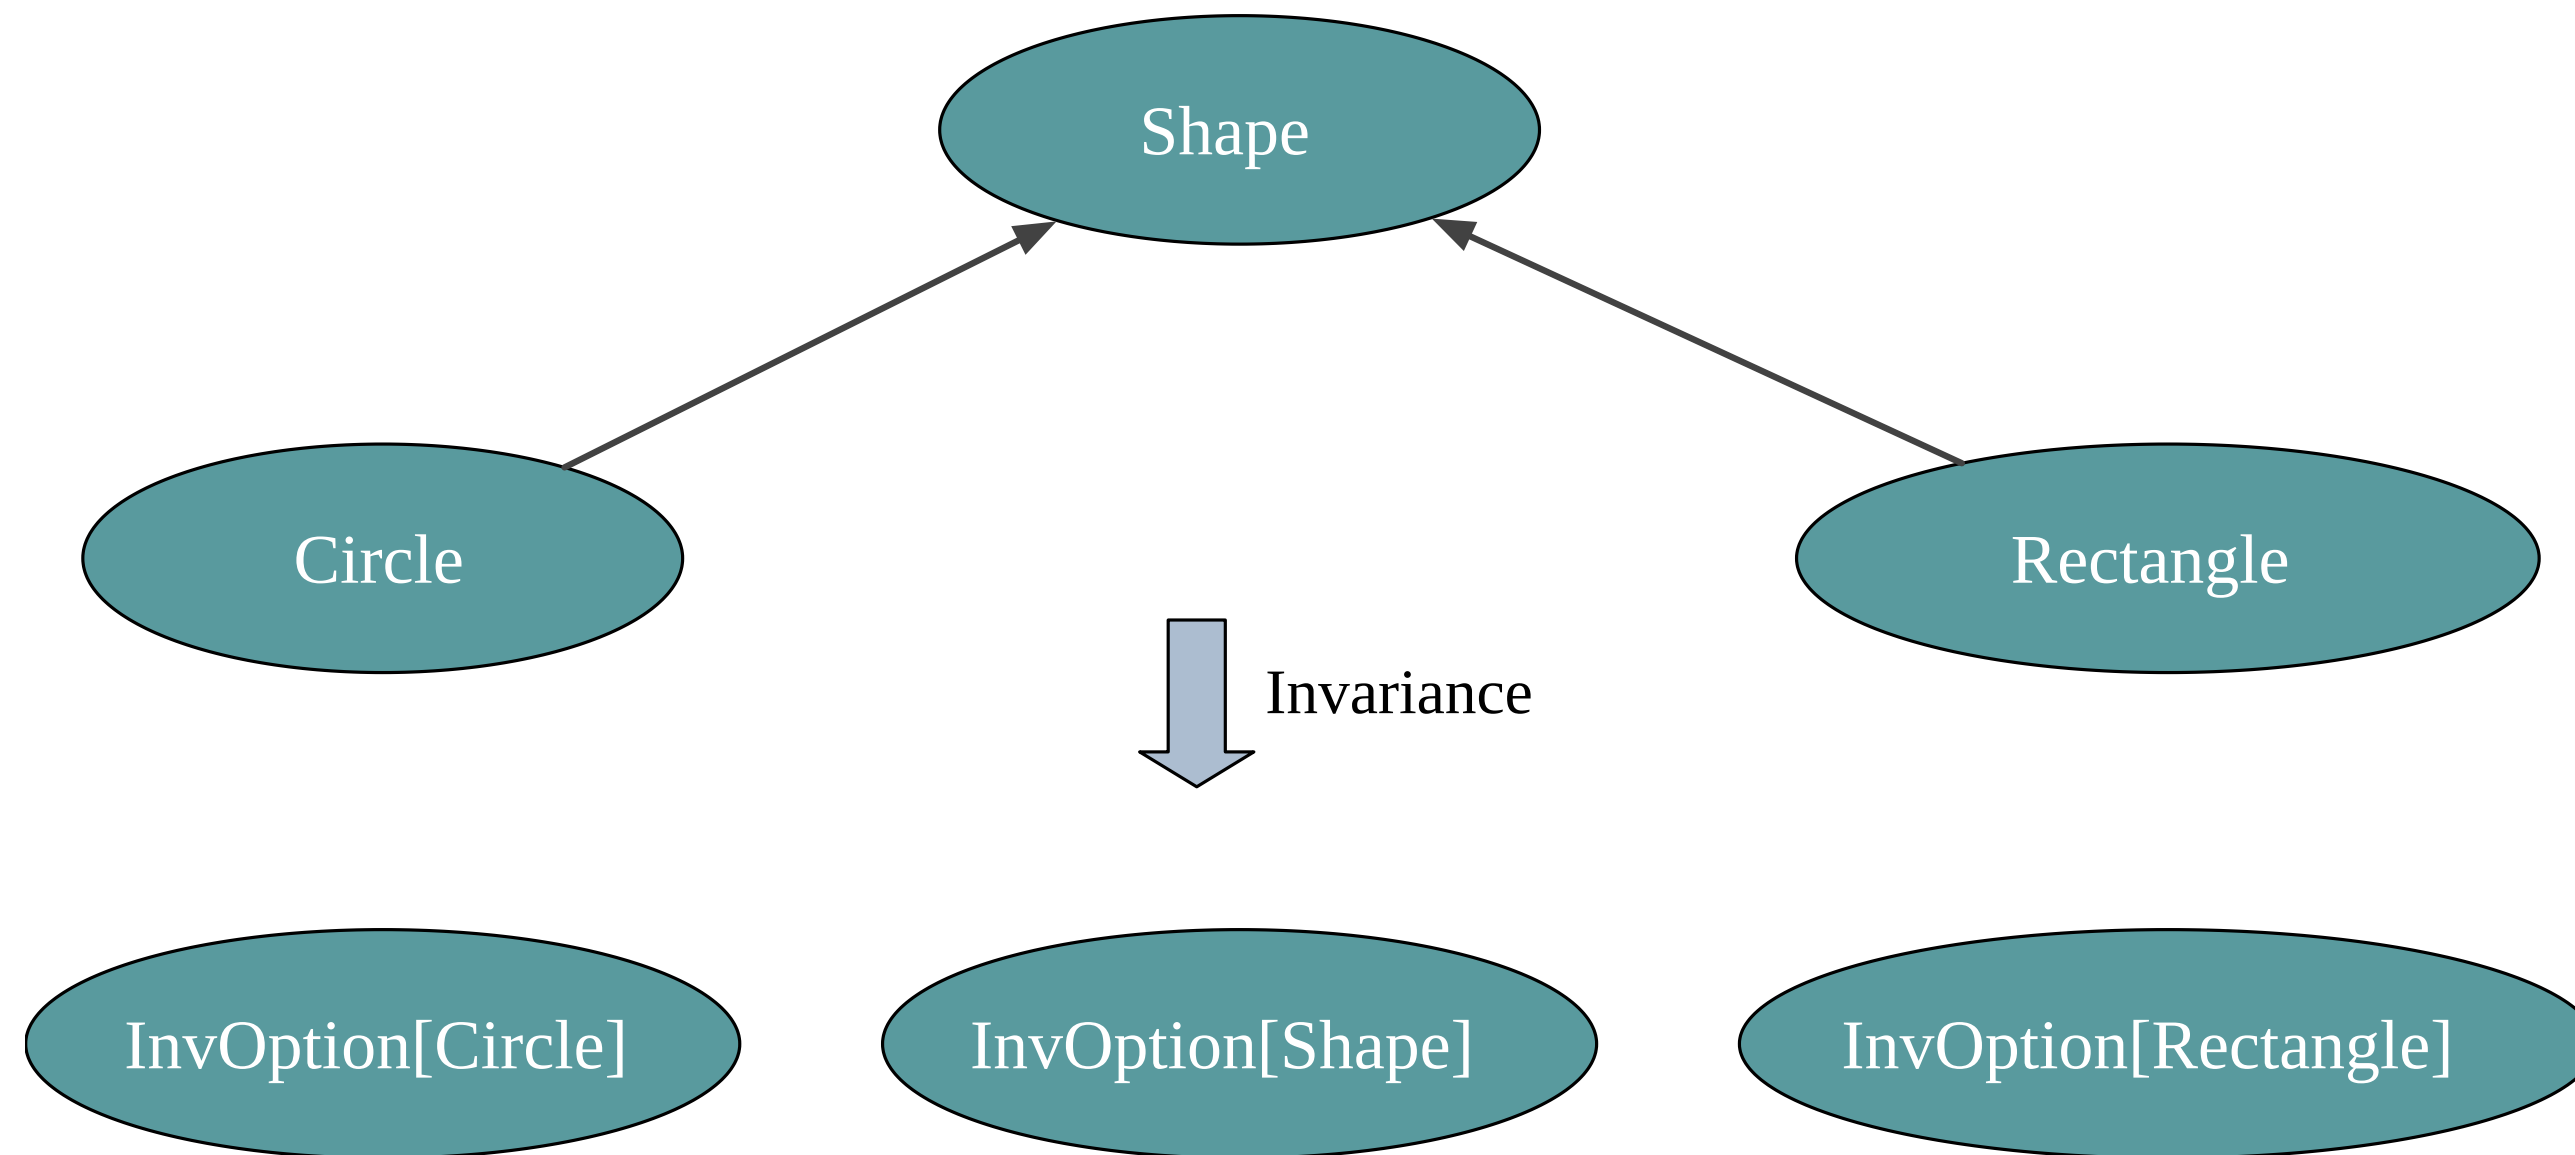 Shape
Circle
Rectangle
Invariance
InvOption[Circle]
InvOption[Shape]
InvOption[Rectangle]